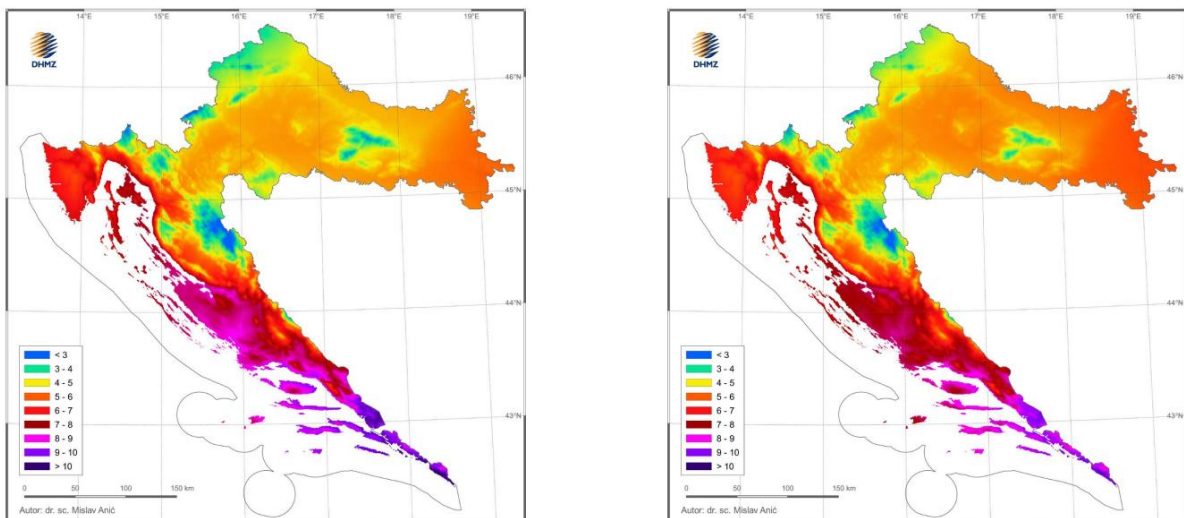 14°E 15°E 16°E 17°E 18°E 19°E
DHMZ
46°N
45°N
44°N
43°N
< 3
3 - 4
4 - 5
5 - 6
6 - 7
7 - 8
8 - 9
9 - 10
> 10
0 50 100 150 km
Autor: dr. sc. Mislav Anić
14°E 15°E 16°E 17°E 18°E 19°E
DHMZ
46°N
45°N
44°N
43°N
< 3
3 - 4
4 - 5
5 - 6
6 - 7
7 - 8
8 - 9
9 - 10
> 10
0 50 100 150 km
Autor: dr. sc. Mislav Anić